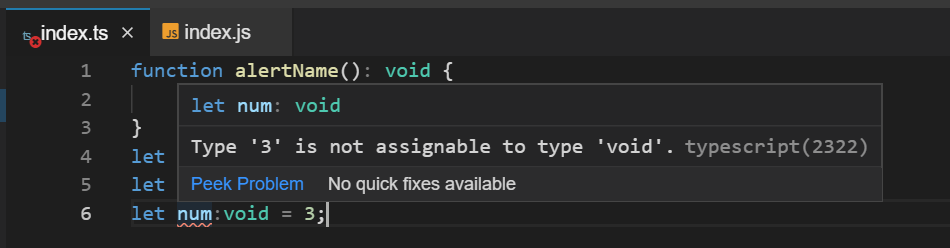 TS index.ts × JS index.js
1 function alertName(): void {
2
let num: void
3 }
Type '3' is not assignable to type 'void'. typescript(2322)
4 let
5 let
Peek Problem No quick fixes available
6 let num:void = 3;